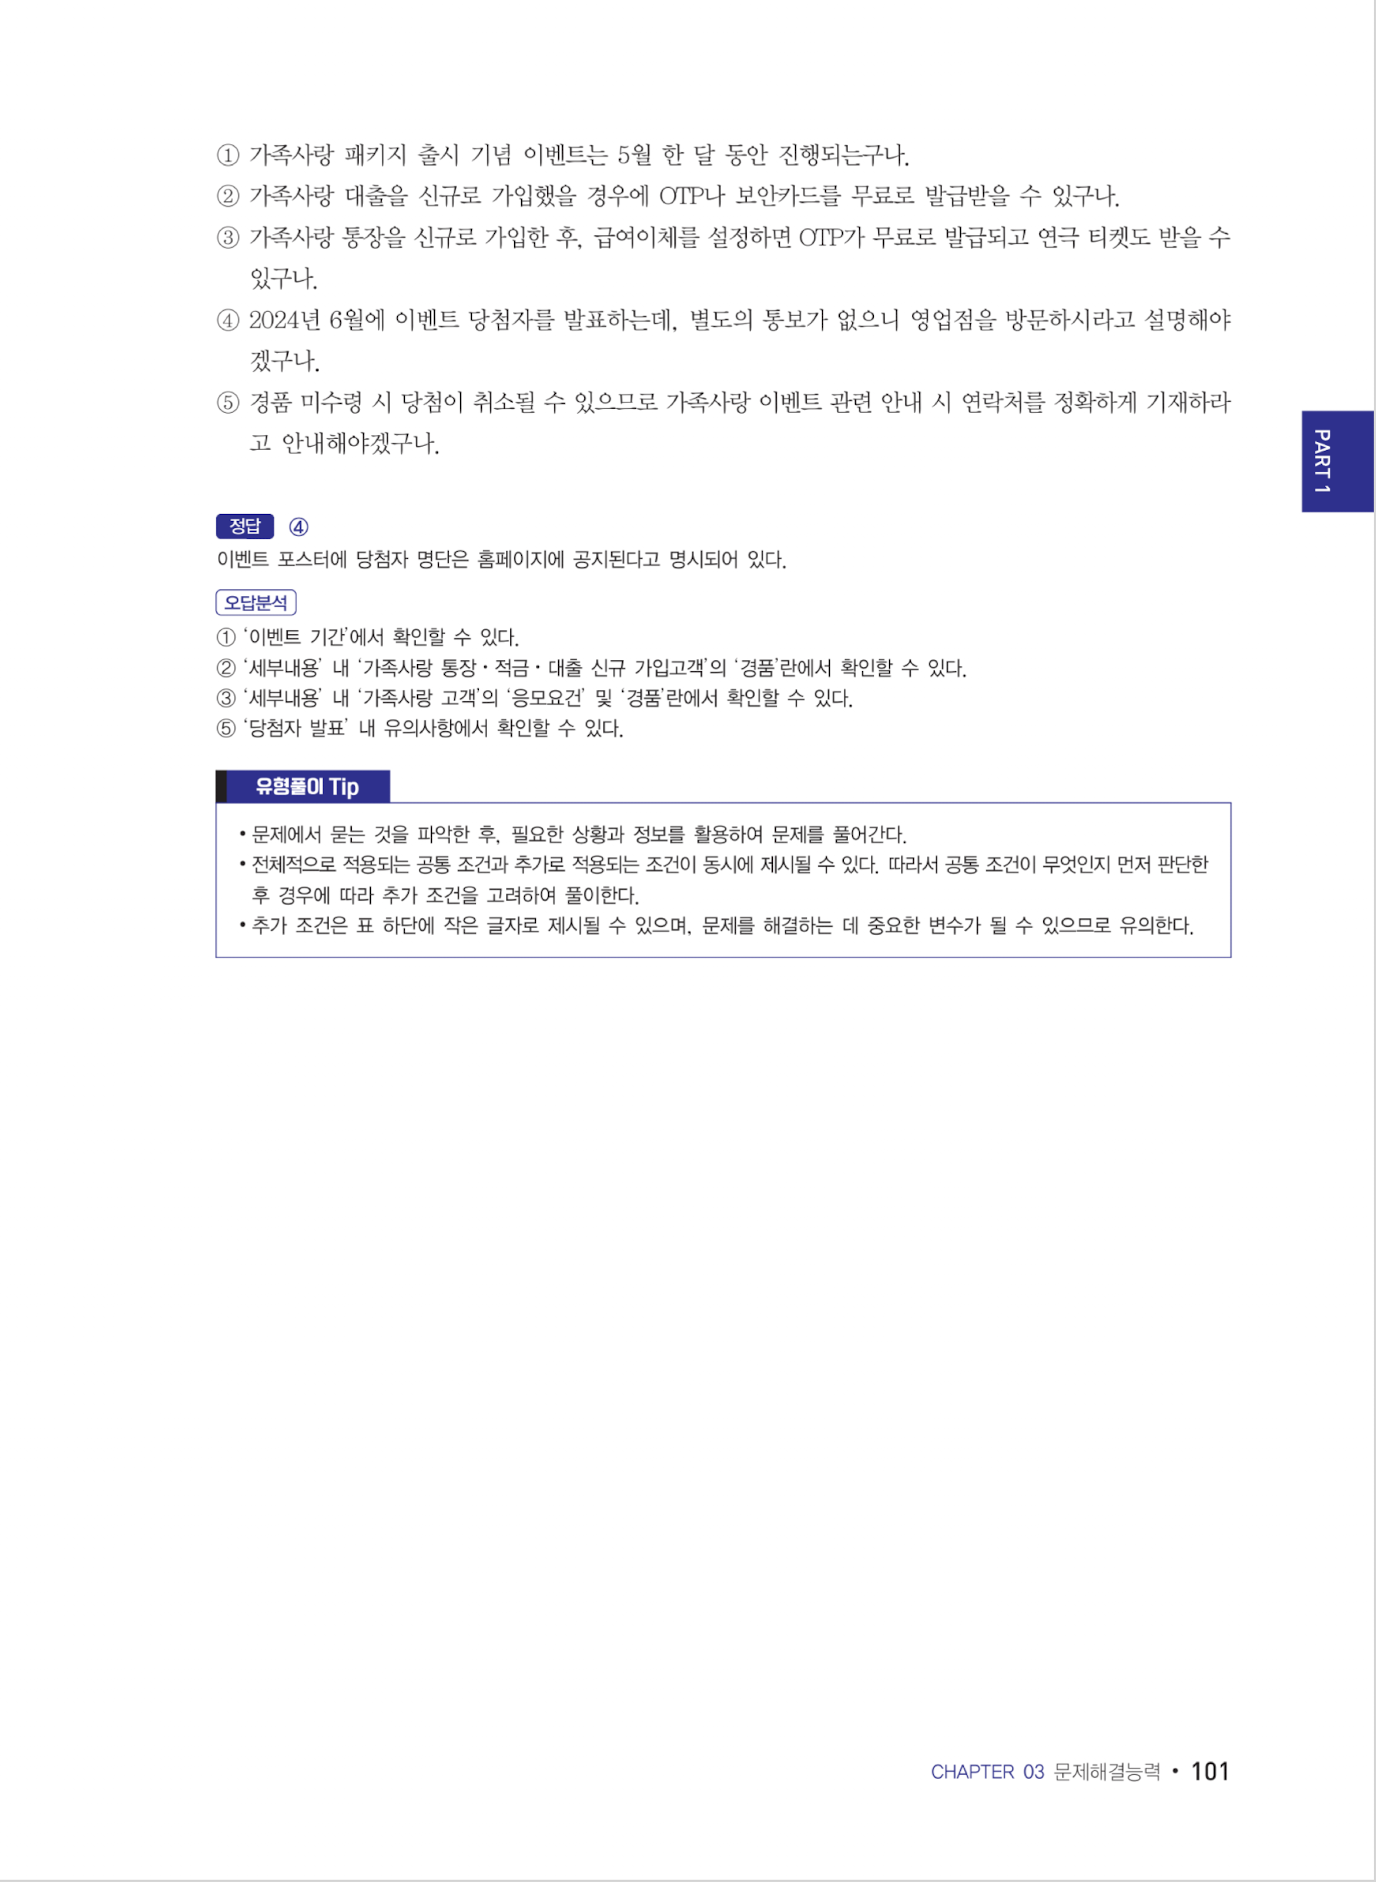 ① 가족사랑 패키지 출시 기념 이벤트는 5월 한 달 동안 진행되는구나.
② 가족사랑 대출을 신규로 가입했을 경우에 OTP나 보안카드를 무료로 발급받을 수 있구나.
③ 가족사랑 통장을 신규로 가입한 후, 급여이체를 설정하면 OTP가 무료로 발급되고 연극 티켓도 받을 수
있구나.
④ 2024년 6월에 이벤트 당첨자를 발표하는데, 별도의 통보가 없으니 영업점을 방문하시라고 설명해야
겠구나.
⑤ 경품 미수령 시 당첨이 취소될 수 있으므로 가족사랑 이벤트 관련 안내 시 연락처를 정확하게 기재하라
고 안내해야겠구나.
PART 1
정답 ④
이벤트 포스터에 당첨자 명단은 홈페이지에 공지된다고 명시되어 있다.
오답분석
① ‘이벤트 기간’에서 확인할 수 있다.
② ‘세부내용’ 내 ‘가족사랑 통장·적금·대출 신규 가입고객’의 ‘경품’란에서 확인할 수 있다.
③ ‘세부내용’ 내 ‘가족사랑 고객’의 ‘응모요건’ 및 ‘경품’란에서 확인할 수 있다.
⑤ ‘당첨자 발표’ 내 유의사항에서 확인할 수 있다.
유형풀이 Tip
• 문제에서 묻는 것을 파악한 후, 필요한 상황과 정보를 활용하여 문제를 풀어간다.
• 전체적으로 적용되는 공통 조건과 추가로 적용되는 조건이 동시에 제시될 수 있다. 따라서 공통 조건이 무엇인지 먼저 판단한
후 경우에 따라 추가 조건을 고려하여 풀이한다.
• 추가 조건은 표 하단에 작은 글자로 제시될 수 있으며, 문제를 해결하는 데 중요한 변수가 될 수 있으므로 유의한다.
CHAPTER 03 문제해결능력 • 101